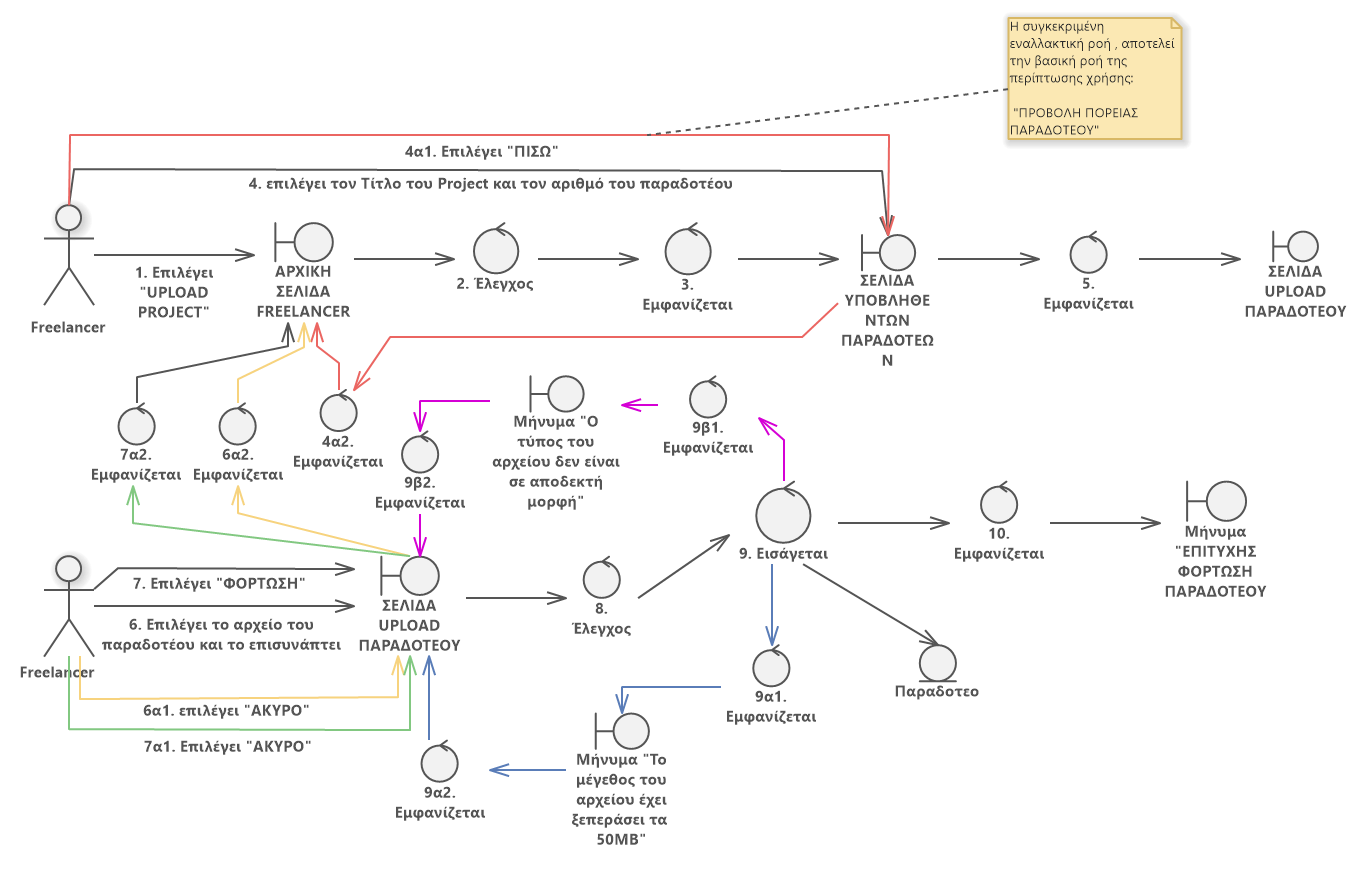 Η συγκεκριμένη
εναλλακτική ροή , αποτελεί
την βασική ροή της
περίπτωσης χρήσης:
"ΠΡΟΒΟΛΗ ΠΟΡΕΙΑΣ
ΠΑΡΑΔΟΤΕΟΥ"
4α1. Επιλέγει "ΠΙΣΩ"
4. επιλέγει τον Τίτλο του Project και τον αριθμό του παραδοτέου
Freelancer
1. Επιλέγει
"UPLOAD
PROJECT"
ΑΡΧΙΚΗ
ΣΕΛΙΔΑ
FREELANCER
2. Έλεγχος
3.
Εμφανίζεται
ΣΕΛΙΔΑ
ΥΠΟΒΛΗΘΕ
ΝΤΩΝ
ΠΑΡΑΔΟΤΕΩ
Ν
5.
Εμφανίζεται
ΣΕΛΙΔΑ
UPLOAD
ΠΑΡΑΔΟΤΕΟΥ
7α2.
Εμφανίζεται
6α2.
Εμφανίζεται
4α2.
Εμφανίζεται
9β2.
Εμφανίζεται
Μήνυμα "Ο
τύπος του
αρχείου δεν είναι
σε αποδεκτή
μορφή"
9β1.
Εμφανίζεται
9. Εισάγεται
10.
Εμφανίζεται
Μήνυμα
"ΕΠΙΤΥΧΗΣ
ΦΟΡΤΩΣΗ
ΠΑΡΑΔΟΤΕΟΥ
Freelancer
7. Επιλέγει "ΦΟΡΤΩΣΗ"
6. Επιλέγει το αρχείο του
παραδοτέου και το επισυνάπτει
ΣΕΛΙΔΑ
UPLOAD
ΠΑΡΑΔΟΤΕΟΥ
8.
Έλεγχος
6α1. επιλέγει "ΑΚΥΡΟ"
7α1. Επιλέγει "ΑΚΥΡΟ"
9α1.
Εμφανίζεται
Παραδοτεο
9α2.
Εμφανίζεται
Μήνυμα "Το
μέγεθος του
αρχείου έχει
ξεπεράσει τα
50MB"